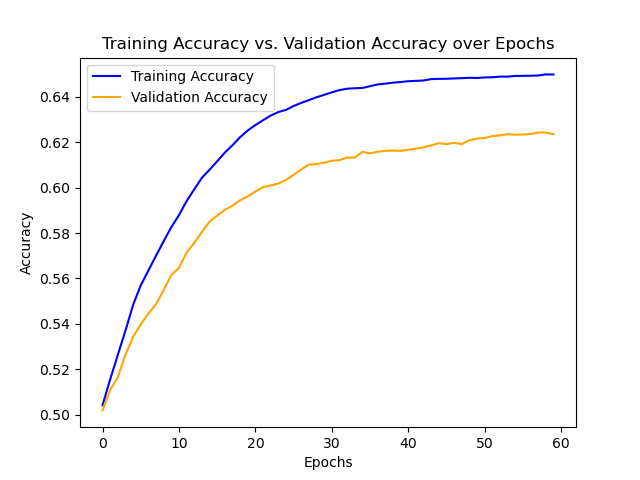 Training Accuracy vs. Validation Accuracy over Epochs
Training Accuracy
Validation Accuracy
Accuracy
0.64
0.62
0.60
0.58
0.56
0.54
0.52
0.50
0 10 20 30 40 50 60
Epochs